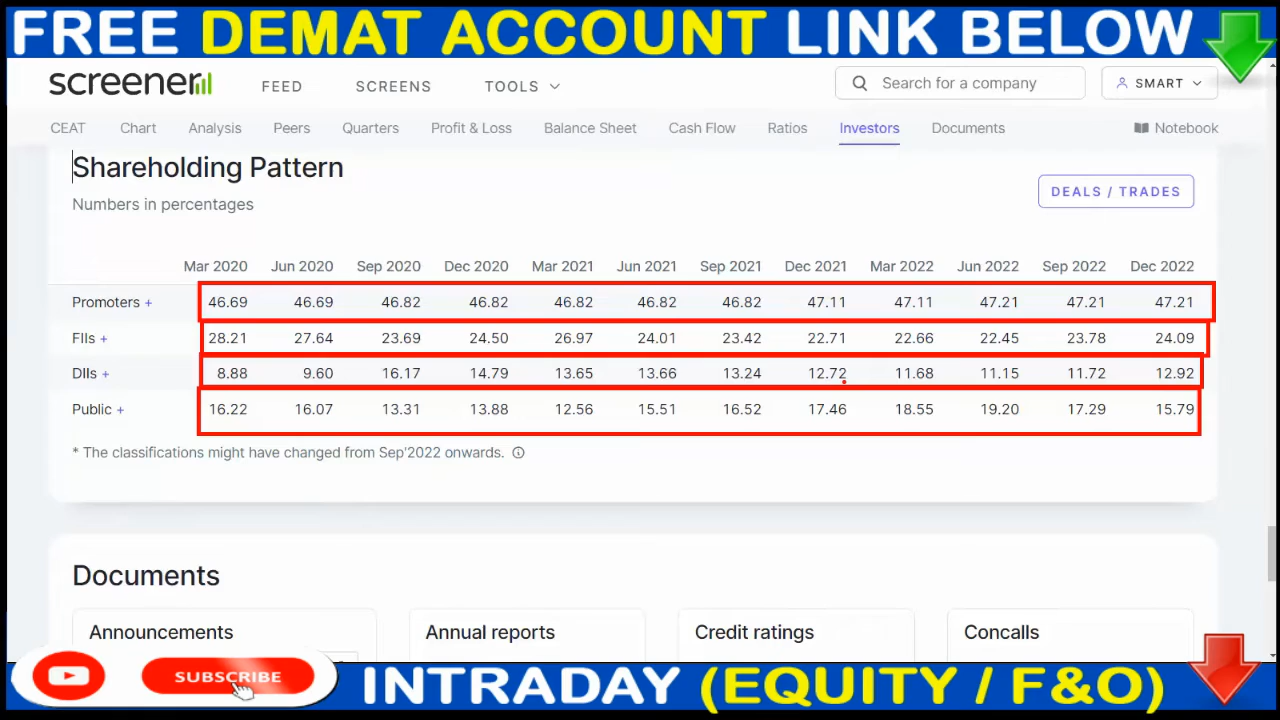 FREE DEMAT ACCOUNT LINK BELOW
screener FEED SCREENS TOOLS Search for a company SMART
CEAT Chart Analysis Peers Quarters Profit & Loss Balance Sheet Cash Flow Ratios Investors Documents Notebook
Shareholding Pattern
Numbers in percentages
DEALS / TRADES
Mar 2020 Jun 2020 Sep 2020 Dec 2020 Mar 2021 Jun 2021 Sep 2021 Dec 2021 Mar 2022 Jun 2022 Sep 2022 Dec 2022
Promoters + 46.69 46.69 46.82 46.82 46.82 46.82 46.82 47.11 47.11 47.21 47.21 47.21
FIIs + 28.21 27.64 23.69 24.50 26.97 24.01 23.42 22.71 22.66 22.45 23.78 24.09
DIIs + 8.88 9.60 16.17 14.79 13.65 13.66 13.24 12.72 11.68 11.15 11.72 12.92
Public + 16.22 16.07 13.31 13.88 12.56 15.51 16.52 17.46 18.55 19.20 17.29 15.79
* The classifications might have changed from Sep'2022 onwards.
Documents
Announcements Annual reports Credit ratings Concalls
SUBSCRIBE
INTRADAY (EQUITY / F&O)